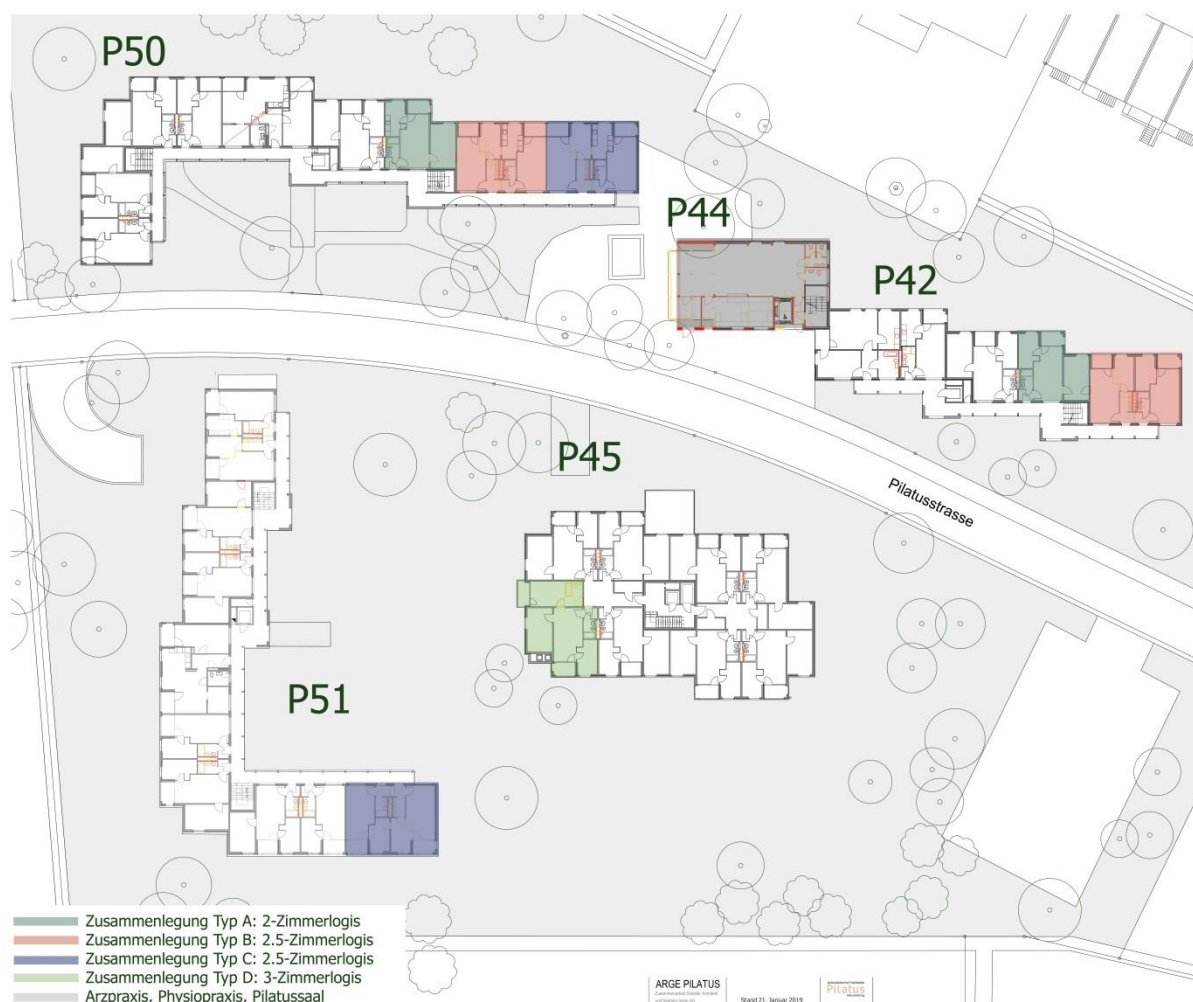 P50
P44
P42
P45
Pilatusstrasse
P51
Zusammenlegung Typ A: 2-Zimmerlogis
Zusammenlegung Typ B: 2.5-Zimmerlogis
Zusammenlegung Typ C: 2.5-Zimmerlogis
Zusammenlegung Typ D: 3-Zimmerlogis
Arzpraxis, Physiopraxis, Pilatussaal
ARGE PILATUS
Stand 21. Januar 2019
Pilatus